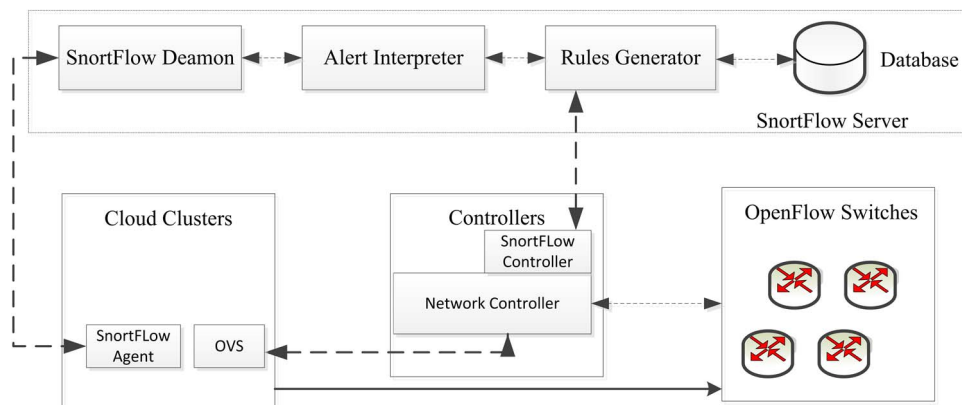 SnortFlow Deamon
Alert Interpreter
Rules Generator
Database
SnortFlow Server
Cloud Clusters
Controllers
OpenFlow Switches
SnortFLow
Controller
Network Controller
SnortFLow
Agent
OVS